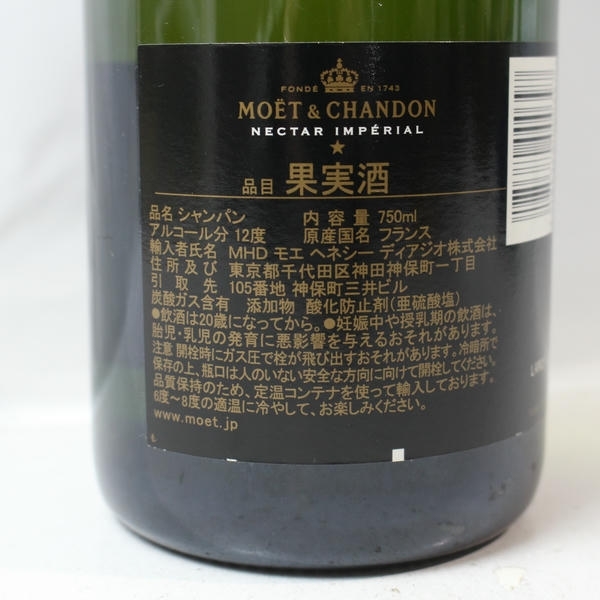 FONDÉ EN 1743
MOËT & CHANDON
NECTAR IMPÉRIAL
品目 果実酒
品名 シャンパン 内容量 750ml
アルコール分 12度 原産国名 フランス
輸入者氏名 MHD モエ ヘネシー ディアジオ株式会社
住所及び 東京都千代田区神田神保町一丁目
引取先 105番地 神保町三井ビル
炭酸ガス含有 添加物 酸化防止剤(亜硫酸塩)
●飲酒は20歳になってから。●妊娠中や授乳期の飲酒は、
胎児・乳児の発育に悪影響を与えるおそれがあります。
注意 開栓時にガス圧で栓が飛び出すおそれがあります。冷暗所で
保存の上、瓶口は人のいない安全な方向に向けて開栓してください。
品質保持のため、定温コンテナを使って輸入しております。
6度〜8度の適温に冷やして、お楽しみください。
www.moet.jp